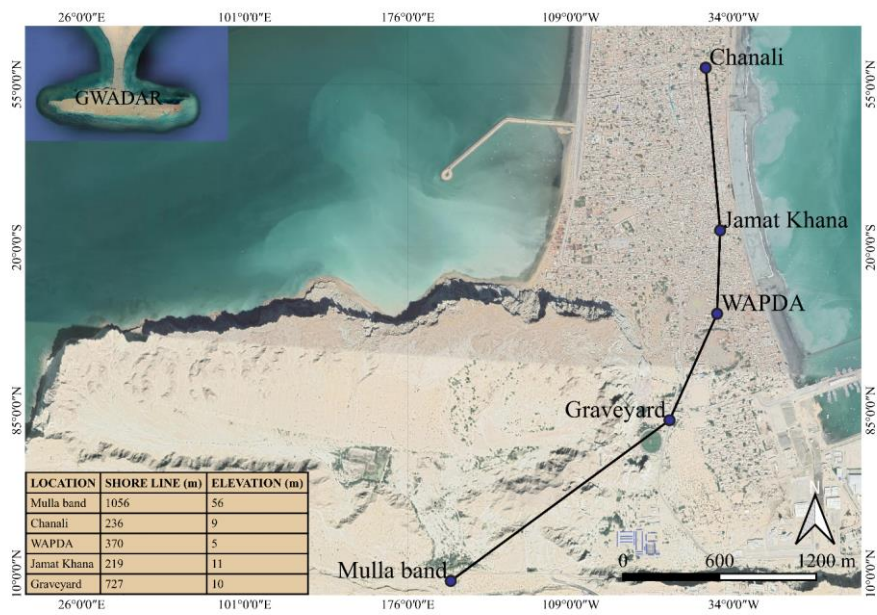 26°0'0"E 101°0'0"E 176°0'0"E 109°0'0"W 34°0'0"W
55°0'0"N
55°0'0"N
GWADAR
Chanali
Jamat Khana
20°0'0"S
20°0'0"S
WAPDA
Graveyard
85°0'0"N
85°0'0"N
LOCATION SHORE LINE (m) ELEVATION (m)
Mulla band 1056 56
Chanali 236 9
WAPDA 370 5
Jamat Khana 219 11
Graveyard 727 10
N
0 600 1200 m
Mulla band
10°0'0"N
10°0'0"N
26°0'0"E 101°0'0"E 176°0'0"E 109°0'0"W 34°0'0"W